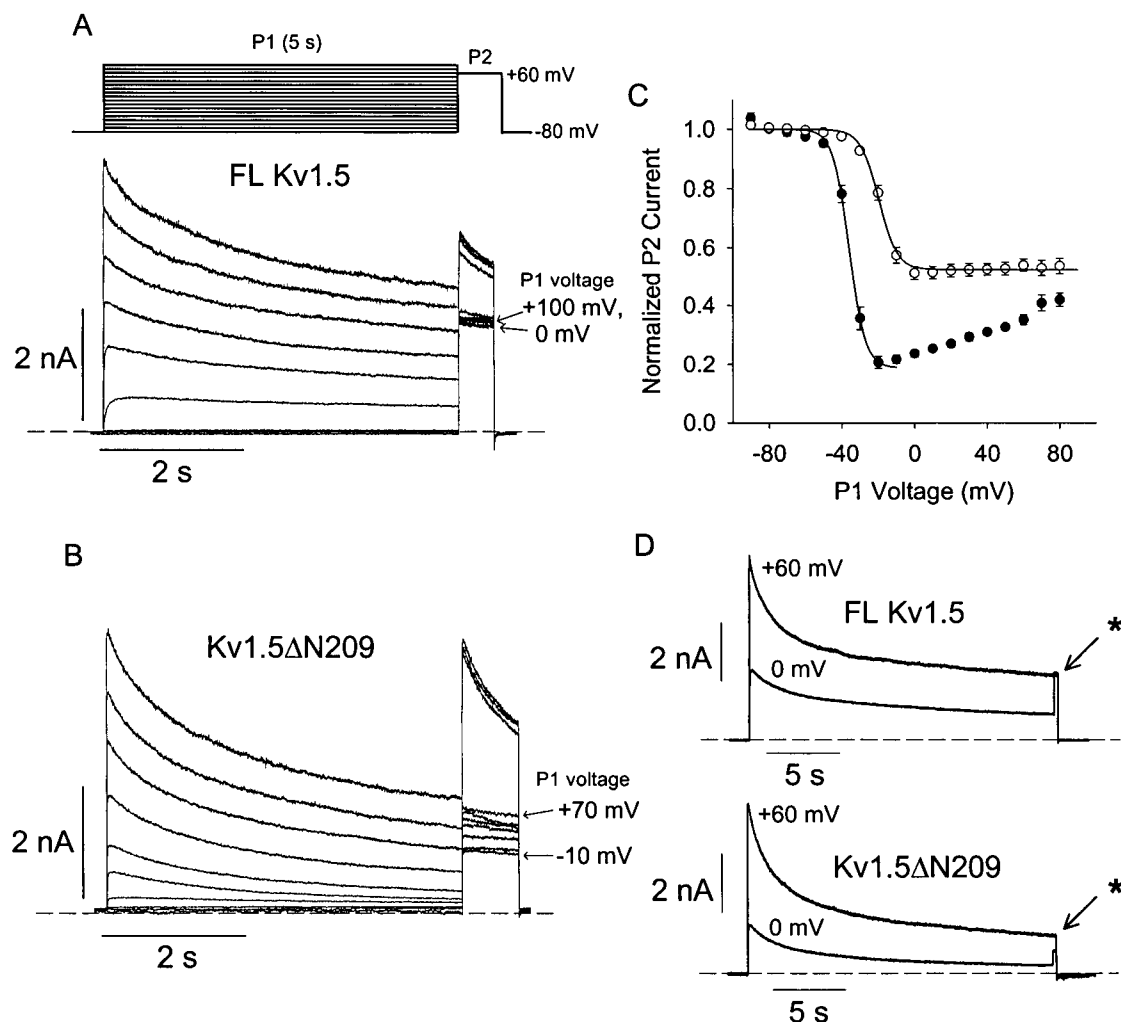 A
P1 (5 s)
P2
+60 mV
-80 mV
FL Kv1.5
P1 voltage
+100 mV,
0 mV
2 nA
2 s
B
Kv1.5ΔN209
P1 voltage
+70 mV
-10 mV
2 nA
2 s
C
Normalized P2 Current
1.0
0.8
0.6
0.4
0.2
0.0
-80 -40 0 40 80
P1 Voltage (mV)
D
+60 mV
FL Kv1.5
*
2 nA
0 mV
5 s
+60 mV
Kv1.5ΔN209
*
2 nA
0 mV
5 s